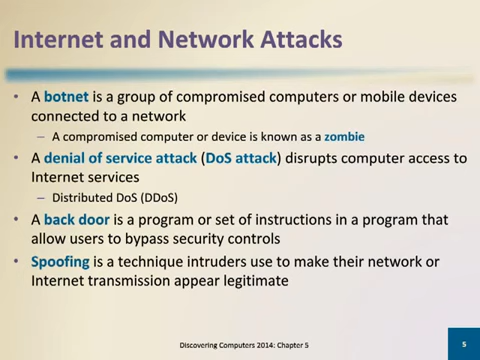 Internet and Network Attacks
• A botnet is a group of compromised computers or mobile devices
connected to a network
– A compromised computer or device is known as a zombie
• A denial of service attack (DoS attack) disrupts computer access to
Internet services
– Distributed DoS (DDoS)
• A back door is a program or set of instructions in a program that
allow users to bypass security controls
• Spoofing is a technique intruders use to make their network or
Internet transmission appear legitimate
Discovering Computers 2014: Chapter 5
5